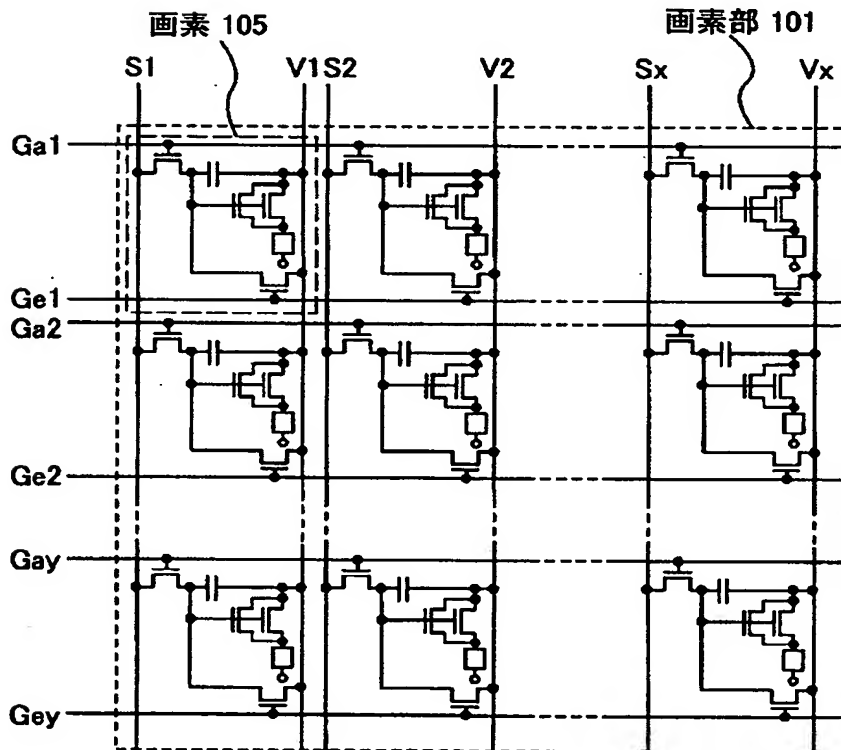 画素 105
画素部 101
S1
V1
S2
V2
Sx
Vx
Ga1
Ge1
Ga2
Ge2
Gay
Gey